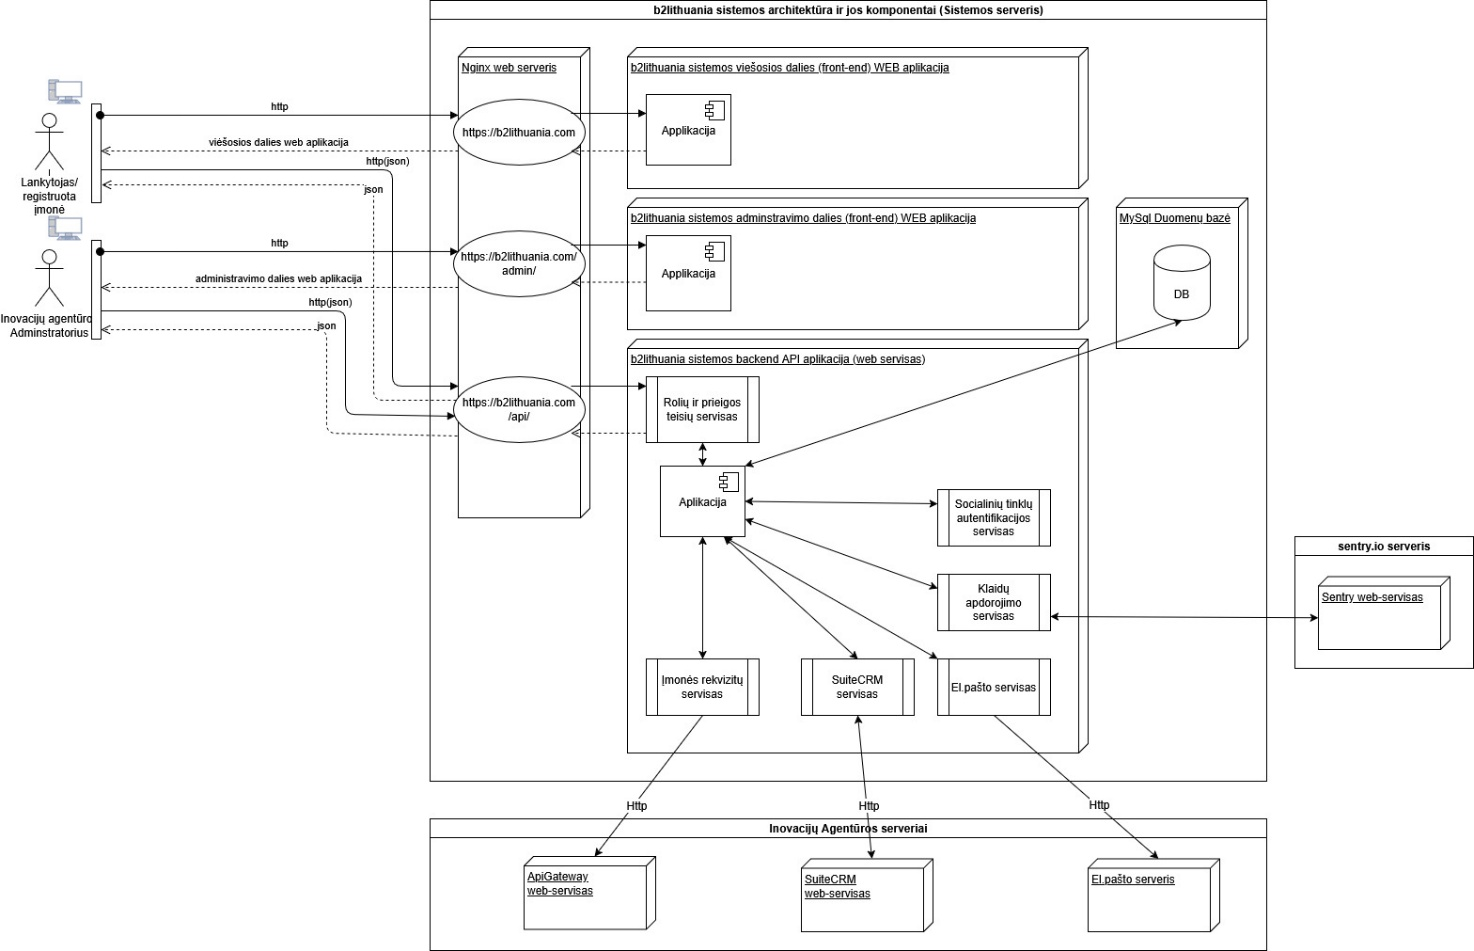 b2lithuania sistemos architektūra ir jos komponentai (Sistemos serveris)
Nginx web serveris
b2lithuania sistemos viešosios dalies (front-end) WEB aplikacija
http
https://b2lithuania.com
Applikacija
viėšosios dalies web aplikacija
http(json)
json
Lankytojas/
registruota
įmonė
b2lithuania sistemos adminstravimo dalies (front-end) WEB aplikacija
MySql Duomenų bazė
http
https://b2lithuania.com/
admin/
Applikacija
administravimo dalies web aplikacija
DB
http(json)
json
Inovacijų agentūro
Adminstratorius
b2lithuania sistemos backend API aplikacija (web servisas)
https://b2lithuania.com
/api/
Rolių ir prieigos
teisių servisas
Aplikacija
Socialinių tinklų
autentifikacijos
servisas
sentry.io serveris
Klaidų
apdorojimo
servisas
Sentry web-servisas
Įmonės rekvizitų
servisas
SuiteCRM
servisas
El.pašto servisas
Http
Http
Http
Inovacijų Agentūros serveriai
ApiGateway
web-servisas
SuiteCRM
web-servisas
El.pašto serveris